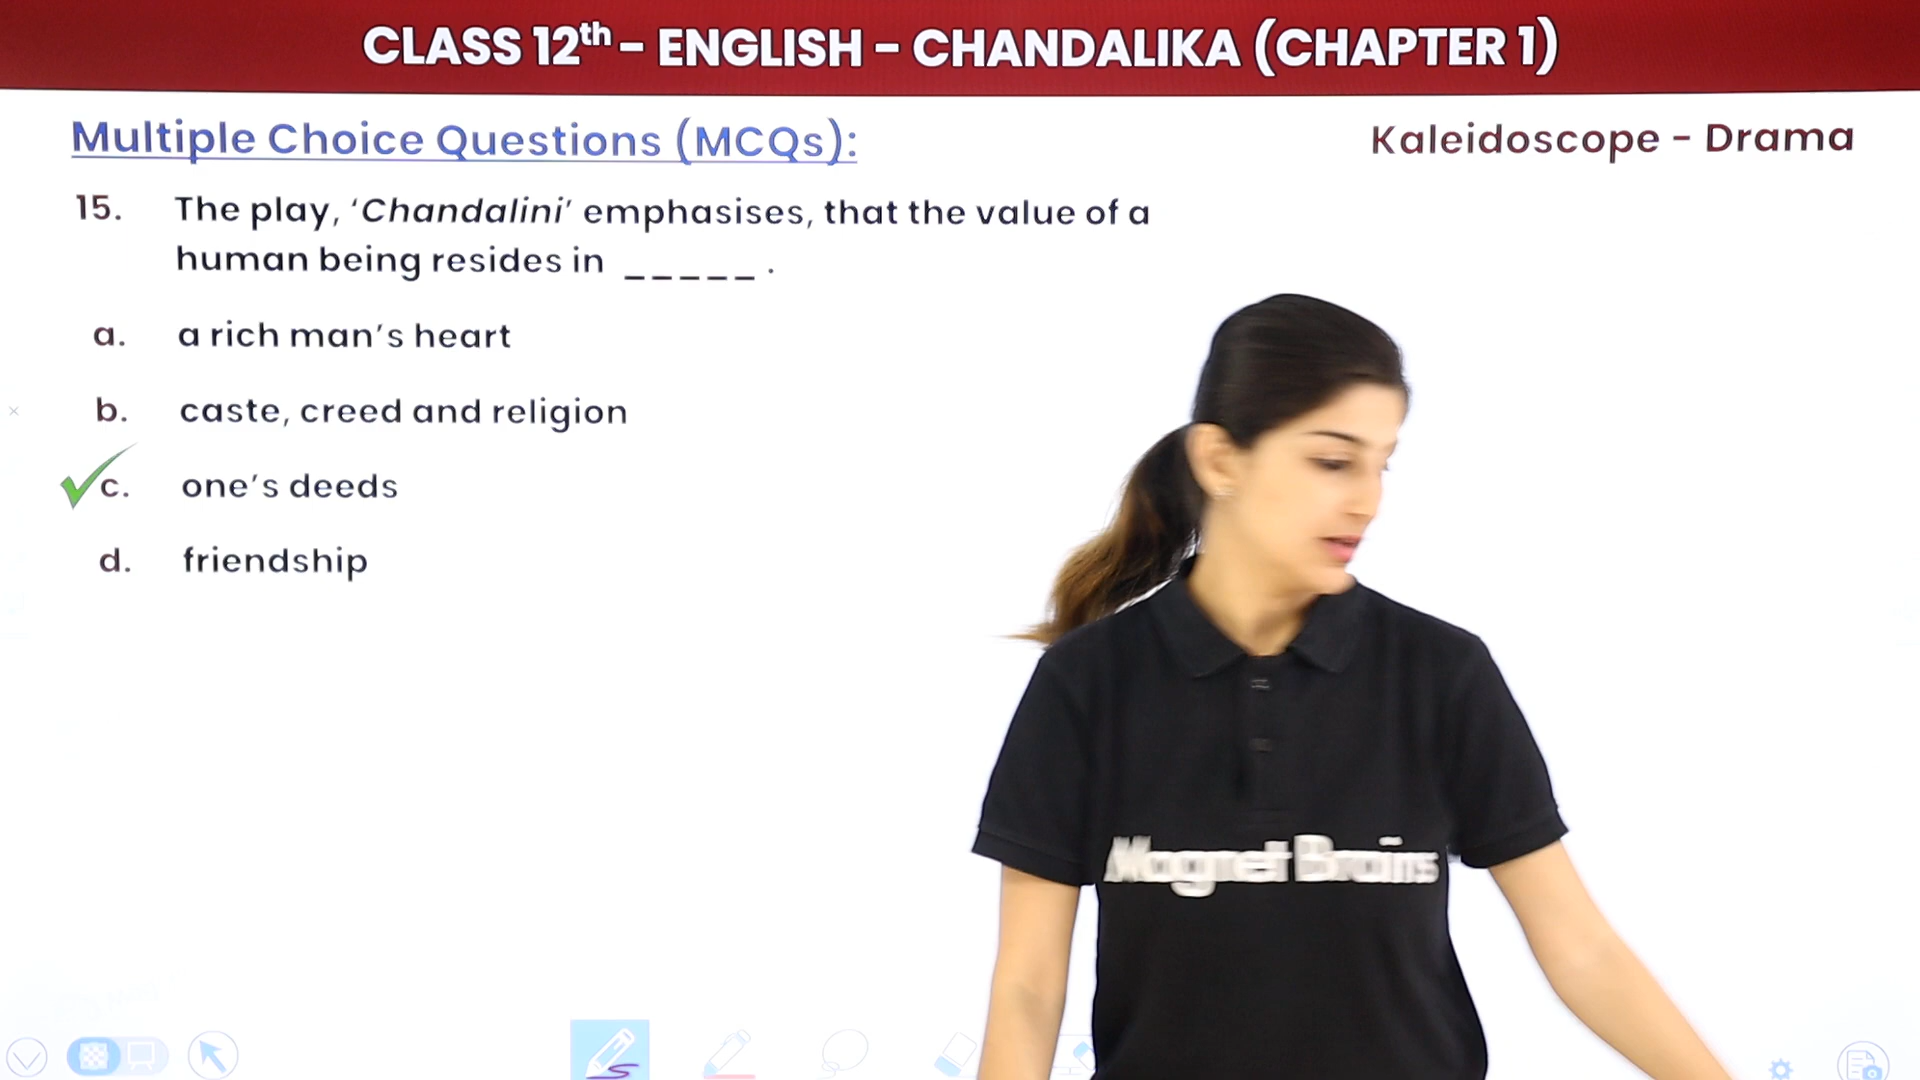 CLASS 12th – ENGLISH – CHANDALIKA (CHAPTER 1)
Multiple Choice Questions (MCQs):
Kaleidoscope – Drama
15. The play, ‘Chandalini’ emphasises, that the value of a
human being resides in _ _ _ _ _ .
a. a rich man’s heart
b. caste, creed and religion
c. one’s deeds
d. friendship
Magnet Brains